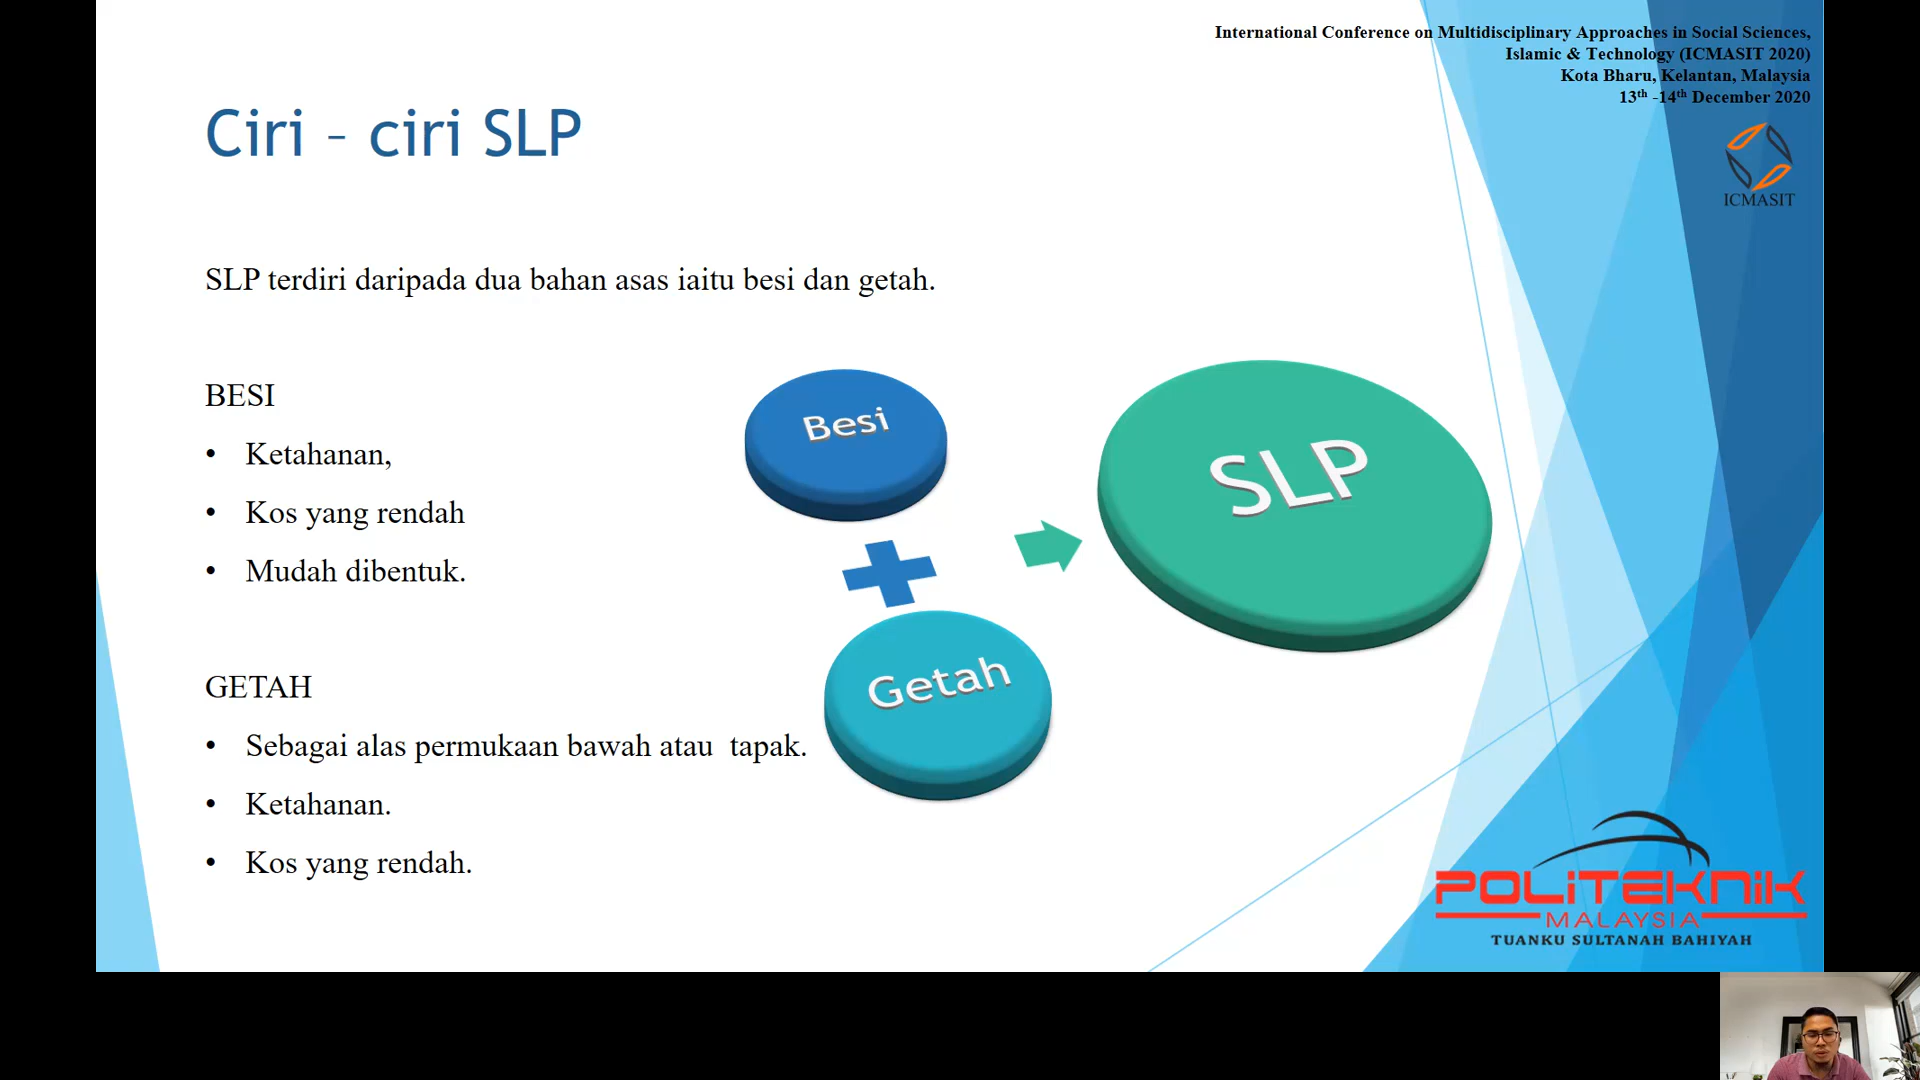 International Conference on Multidisciplinary Approaches in Social Sciences,
Islamic & Technology (ICMASIT 2020)
Kota Bharu, Kelantan, Malaysia
13th -14th December 2020
ICMASIT
Ciri – ciri SLP
SLP terdiri daripada dua bahan asas iaitu besi dan getah.
BESI
• Ketahanan,
• Kos yang rendah
• Mudah dibentuk.
GETAH
• Sebagai alas permukaan bawah atau  tapak.
• Ketahanan.
• Kos yang rendah.
Besi
Getah
SLP
POLITEKNIK
MALAYSIA
TUANKU SULTANAH BAHIYAH